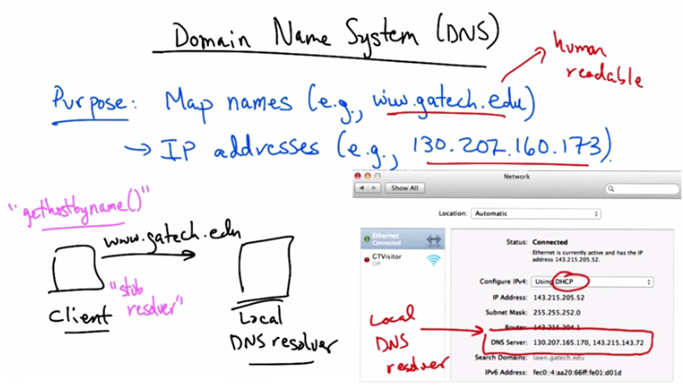 Domain Name System (DNS)
human
readable
Purpose: Map names (e.g., www.gatech.edu)
→ IP addresses (e.g., 130.207.160.173)
"gethostbyname()"
www.gatech.edu
"stub
resolver"
Client
Local
DNS resolver
Local
DNS
resolver
Network
Show All
Location: Automatic
Ethernet
Connected
CTVisitor
Off
Status: Connected
Ethernet is currently active and has the IP
address 143.215.205.52.
Configure IPv4: Using DHCP
IP Address: 143.215.205.52
Subnet Mask: 255.255.252.0
Router: 143.215.204.1
DNS Server: 130.207.165.170, 143.215.143.72
Search Domains: gatech.edu
IPv6 Address: fec0::4:aa20:66ff:fe01:d01d